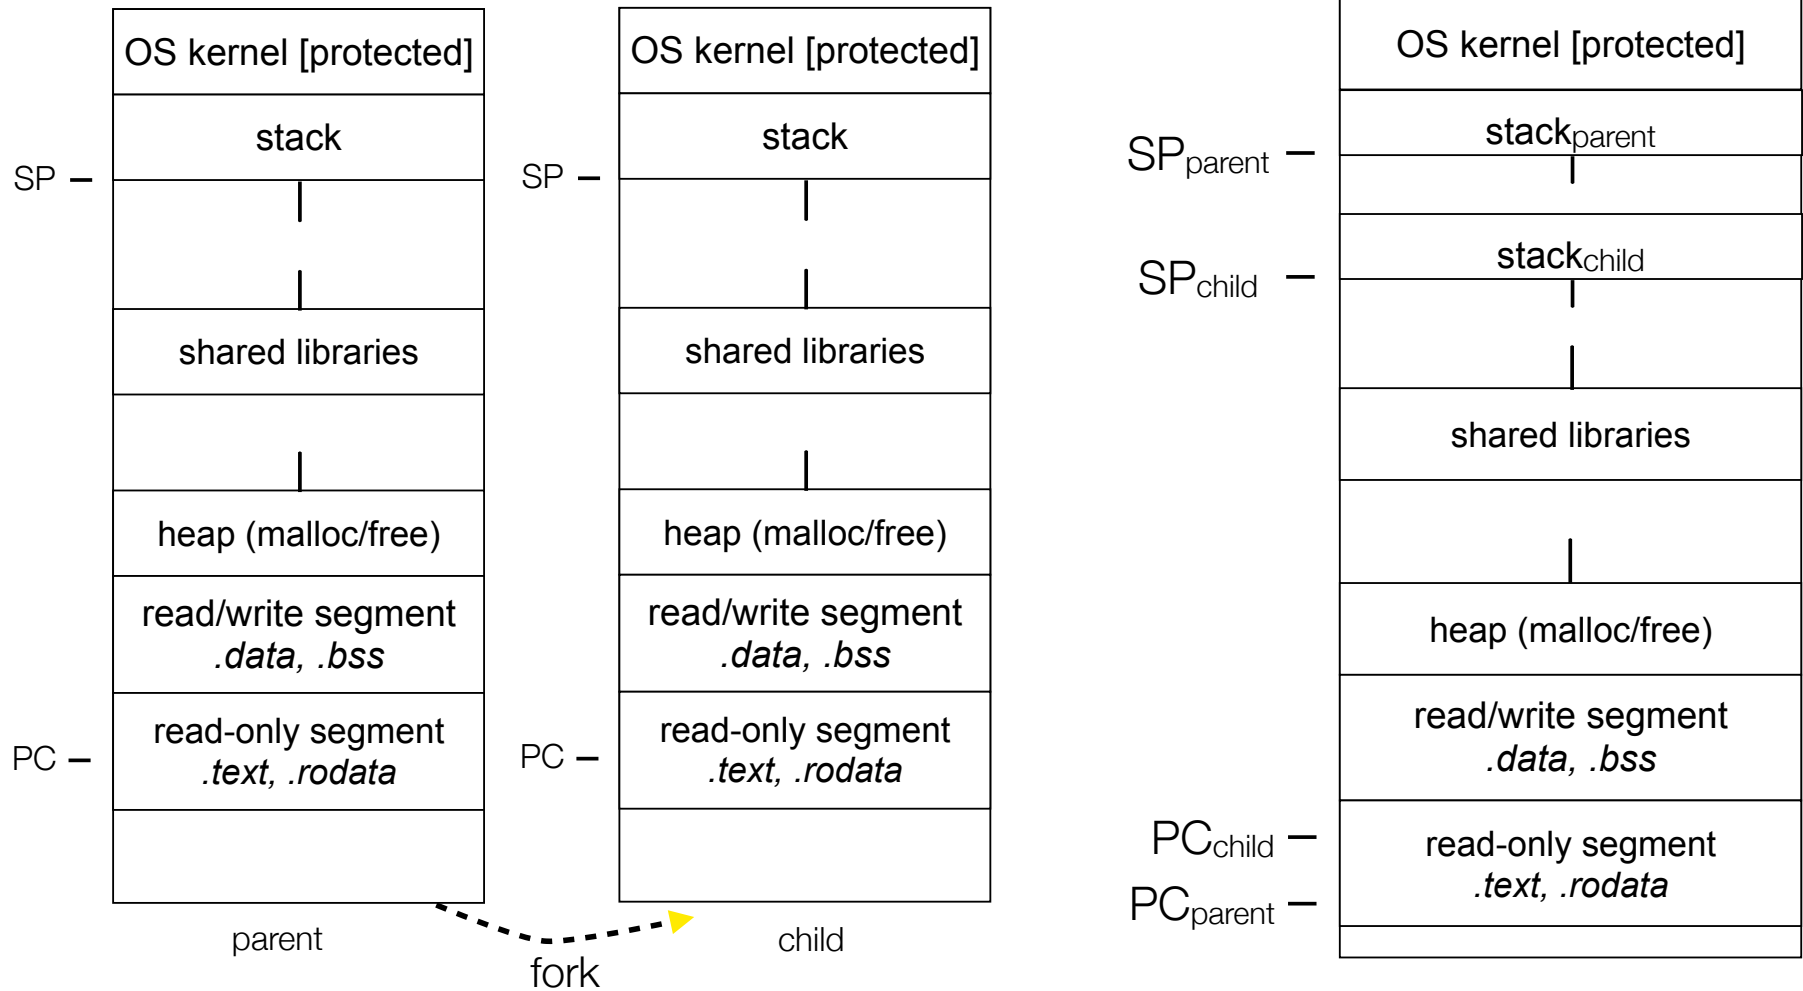 OS kernel [protected]
stack
SP
shared libraries
heap (malloc/free)
read/write segment
.data, .bss
read-only segment
.text, .rodata
PC
parent
OS kernel [protected]
stack
SP
shared libraries
heap (malloc/free)
read/write segment
.data, .bss
read-only segment
.text, .rodata
PC
child
fork
OS kernel [protected]
stackparent
SPparent
stackchild
SPchild
shared libraries
heap (malloc/free)
read/write segment
.data, .bss
PCchild
read-only segment
.text, .rodata
PCparent